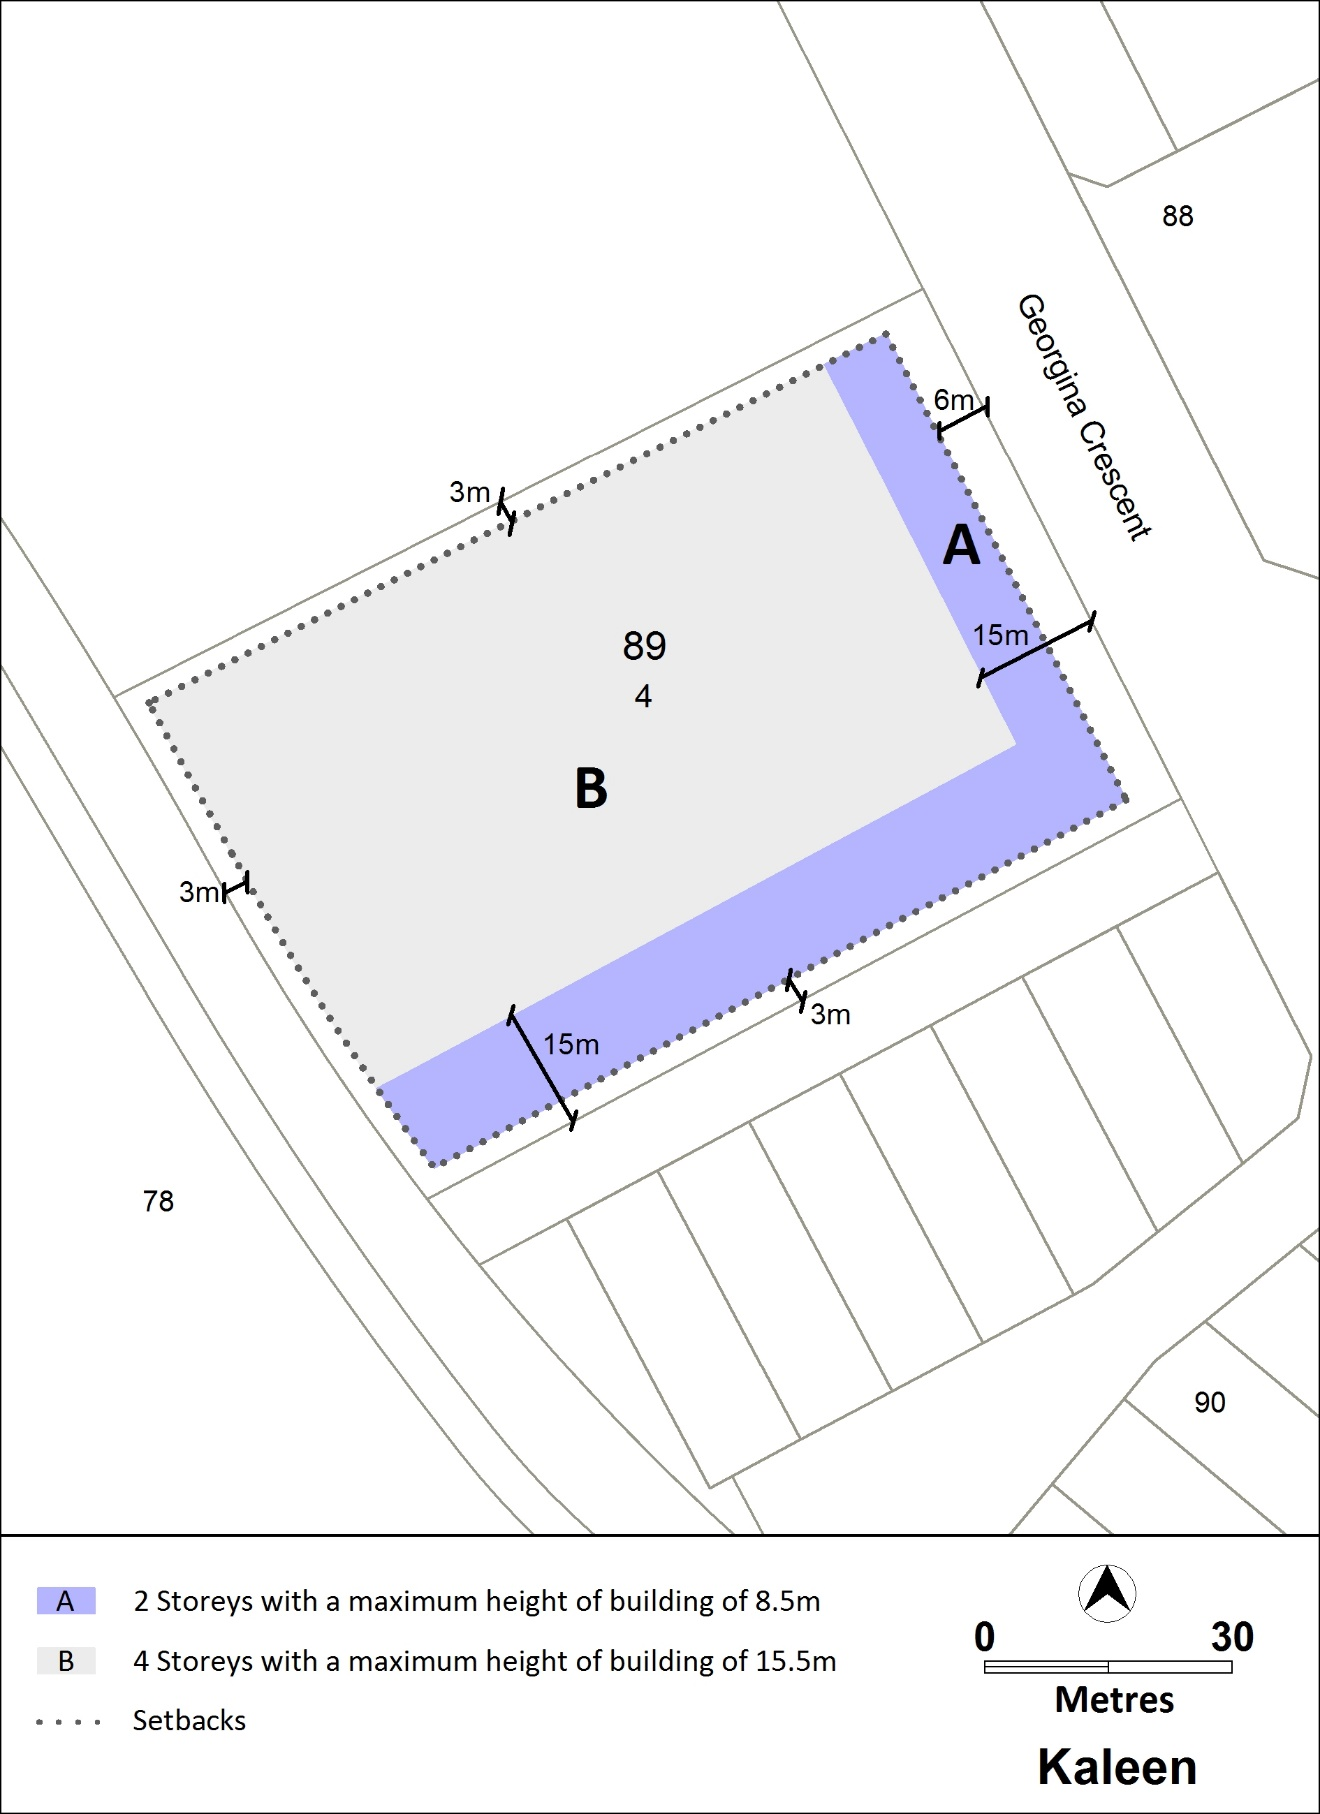 88
Georgina Crescent
6m
3m
A
15m
89
4
B
3m
3m
15m
78
90
A 2 Storeys with a maximum height of building of 8.5m
B 4 Storeys with a maximum height of building of 15.5m
Setbacks
0 30
Metres
Kaleen